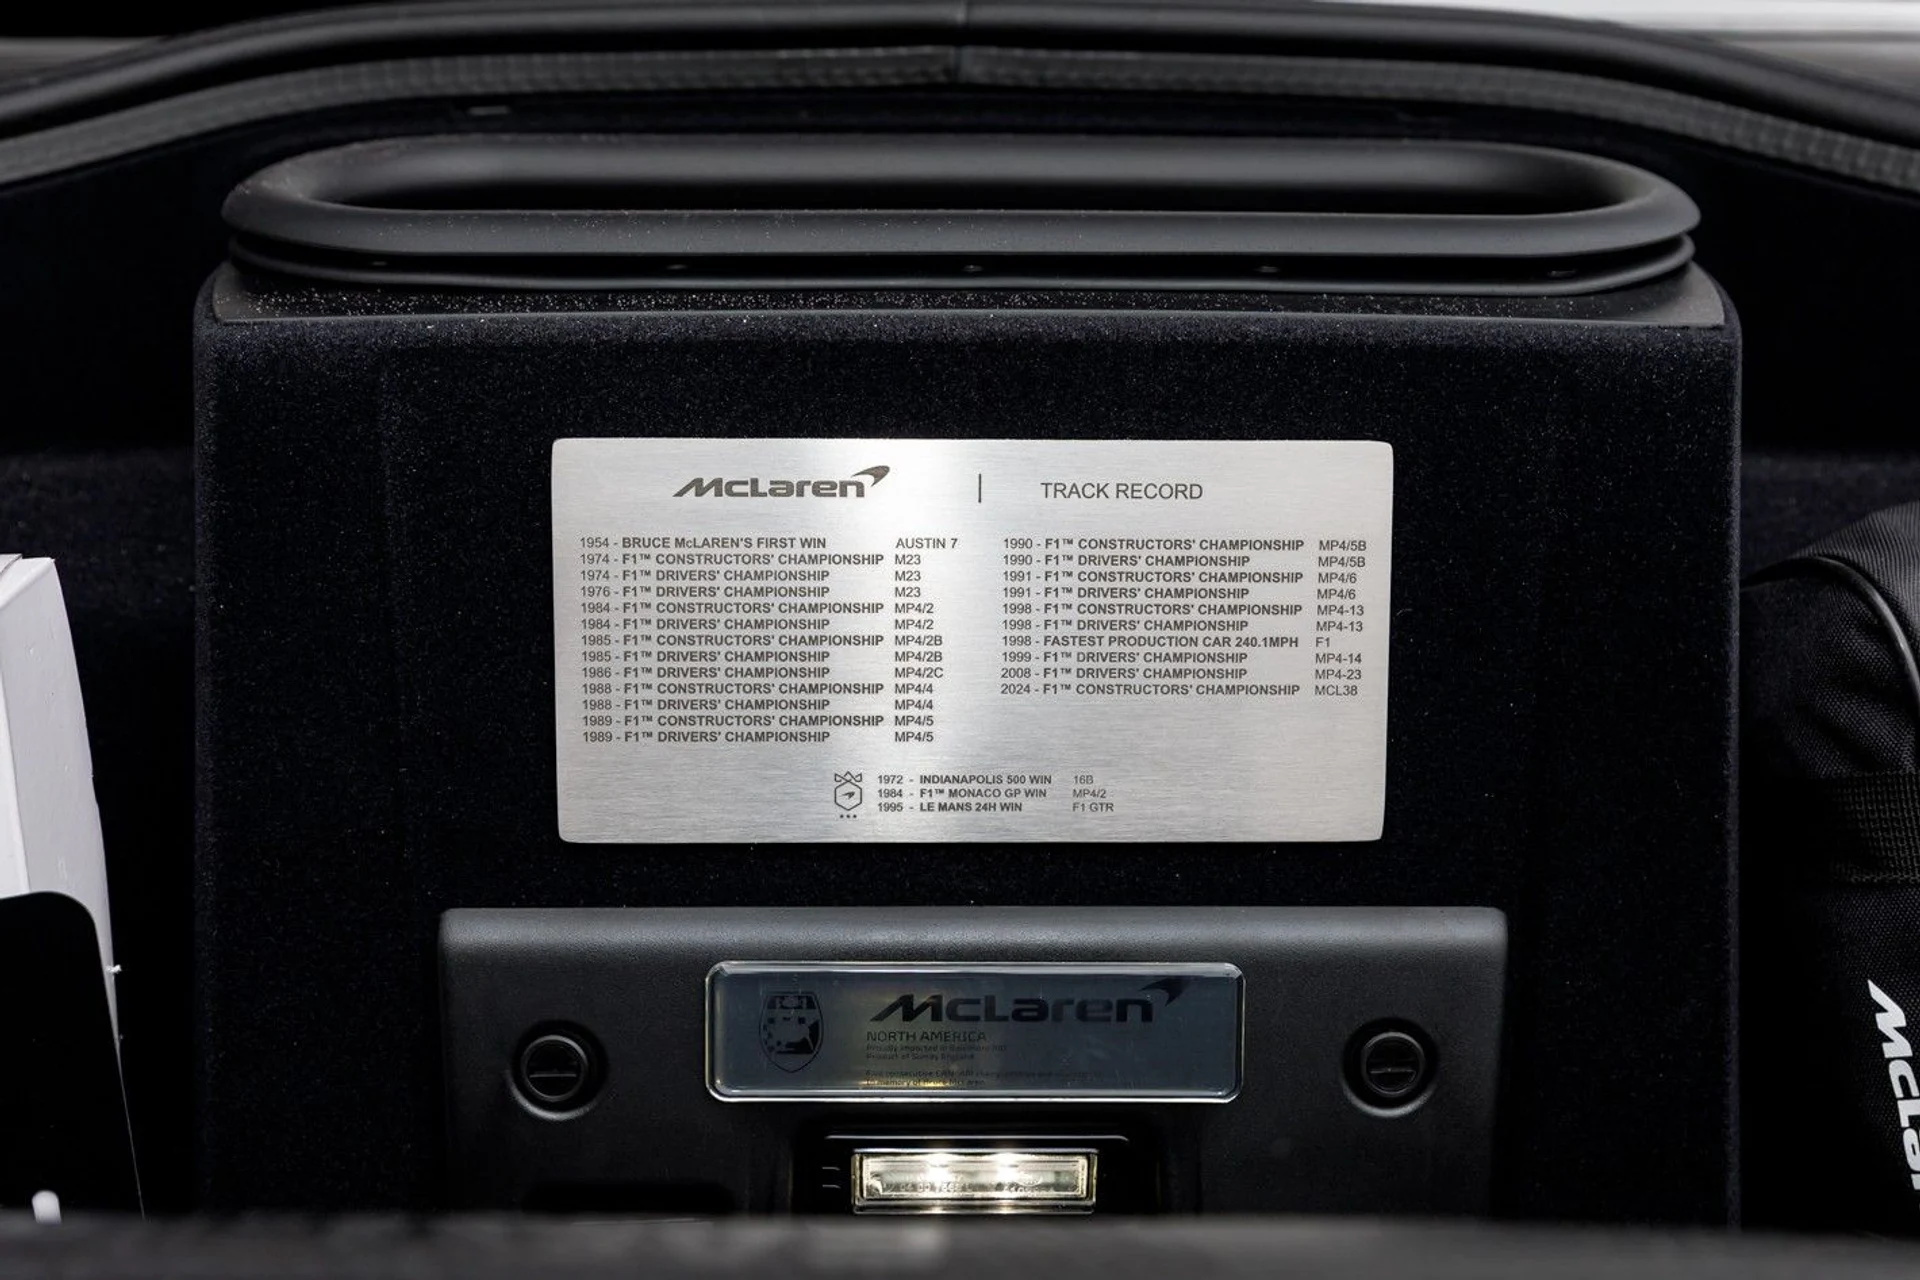 McLaren | TRACK RECORD
1954 - BRUCE McLAREN'S FIRST WIN AUSTIN 7
1974 - F1™ CONSTRUCTORS' CHAMPIONSHIP M23
1974 - F1™ DRIVERS' CHAMPIONSHIP M23
1976 - F1™ DRIVERS' CHAMPIONSHIP M23
1984 - F1™ CONSTRUCTORS' CHAMPIONSHIP MP4/2
1984 - F1™ DRIVERS' CHAMPIONSHIP MP4/2
1985 - F1™ CONSTRUCTORS' CHAMPIONSHIP MP4/2B
1985 - F1™ DRIVERS' CHAMPIONSHIP MP4/2B
1986 - F1™ DRIVERS' CHAMPIONSHIP MP4/2C
1988 - F1™ CONSTRUCTORS' CHAMPIONSHIP MP4/4
1988 - F1™ DRIVERS' CHAMPIONSHIP MP4/4
1989 - F1™ CONSTRUCTORS' CHAMPIONSHIP MP4/5
1989 - F1™ DRIVERS' CHAMPIONSHIP MP4/5
1990 - F1™ CONSTRUCTORS' CHAMPIONSHIP MP4/5B
1990 - F1™ DRIVERS' CHAMPIONSHIP MP4/5B
1991 - F1™ CONSTRUCTORS' CHAMPIONSHIP MP4/6
1991 - F1™ DRIVERS' CHAMPIONSHIP MP4/6
1998 - F1™ CONSTRUCTORS' CHAMPIONSHIP MP4-13
1998 - F1™ DRIVERS' CHAMPIONSHIP MP4-13
1998 - FASTEST PRODUCTION CAR 240.1MPH F1
1999 - F1™ DRIVERS' CHAMPIONSHIP MP4-14
2008 - F1™ DRIVERS' CHAMPIONSHIP MP4-23
2024 - F1™ CONSTRUCTORS' CHAMPIONSHIP MCL38
1972 - INDIANAPOLIS 500 WIN 16B
1984 - F1™ MONACO GP WIN MP4/2
1995 - LE MANS 24H WIN F1 GTR
McLaren
NORTH AMERICA
Proudly imported in
Product of Surrey England
McLar